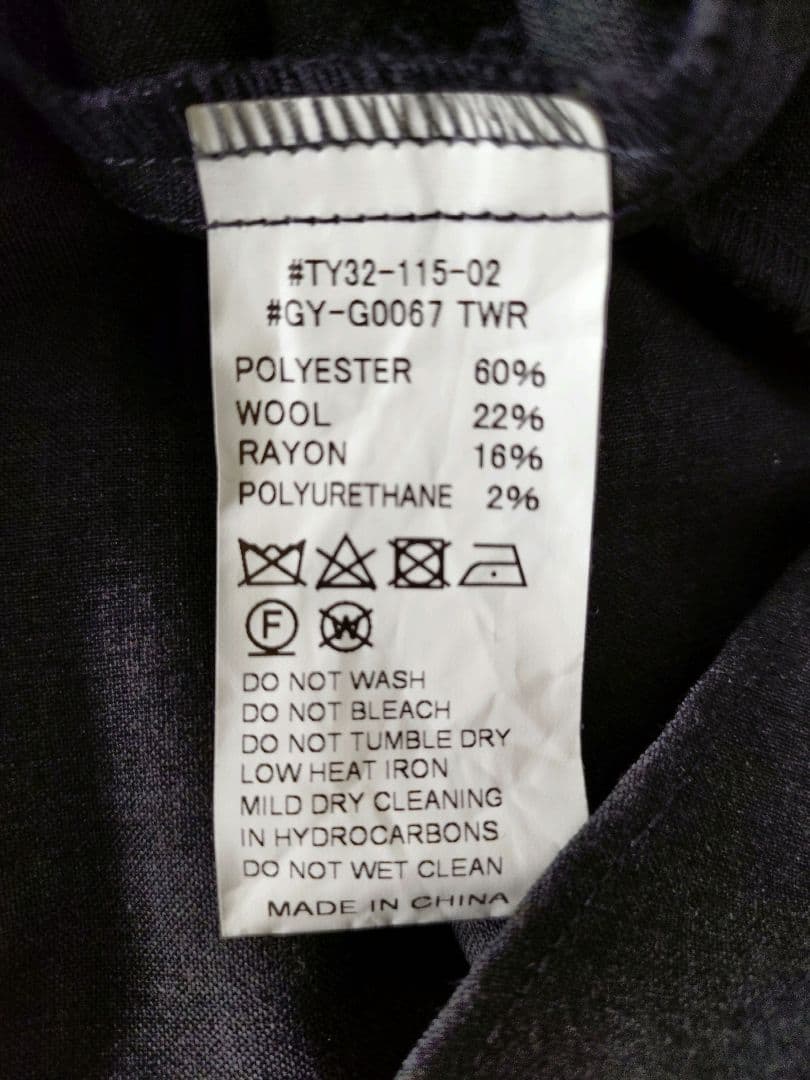 #TY32-115-02
#GY-G0067 TWR
POLYESTER 60%
WOOL 22%
RAYON 16%
POLYURETHANE 2%
F W
DO NOT WASH
DO NOT BLEACH
DO NOT TUMBLE DRY
LOW HEAT IRON
MILD DRY CLEANING
IN HYDROCARBONS
DO NOT WET CLEAN
MADE IN CHINA